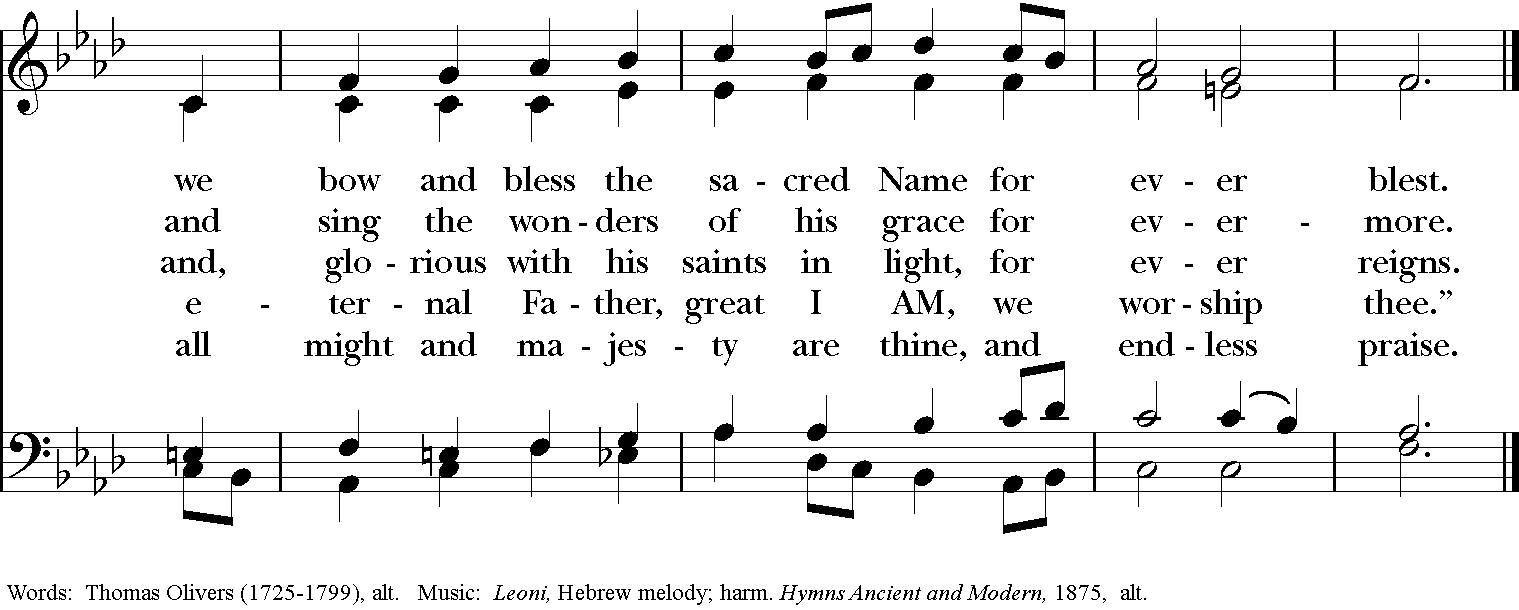 we bow and bless the sa - cred Name for ev - er blest.
and sing the won - ders of his grace for ev - er - more.
and, glo - rious with his saints in light, for ev - er reigns.
e - ter - nal Fa - ther, great I AM, we wor - ship thee.”
all might and ma - jes - ty are thine, and end - less praise.
Words: Thomas Olivers (1725-1799), alt. Music: Leoni, Hebrew melody; harm. Hymns Ancient and Modern, 1875, alt.